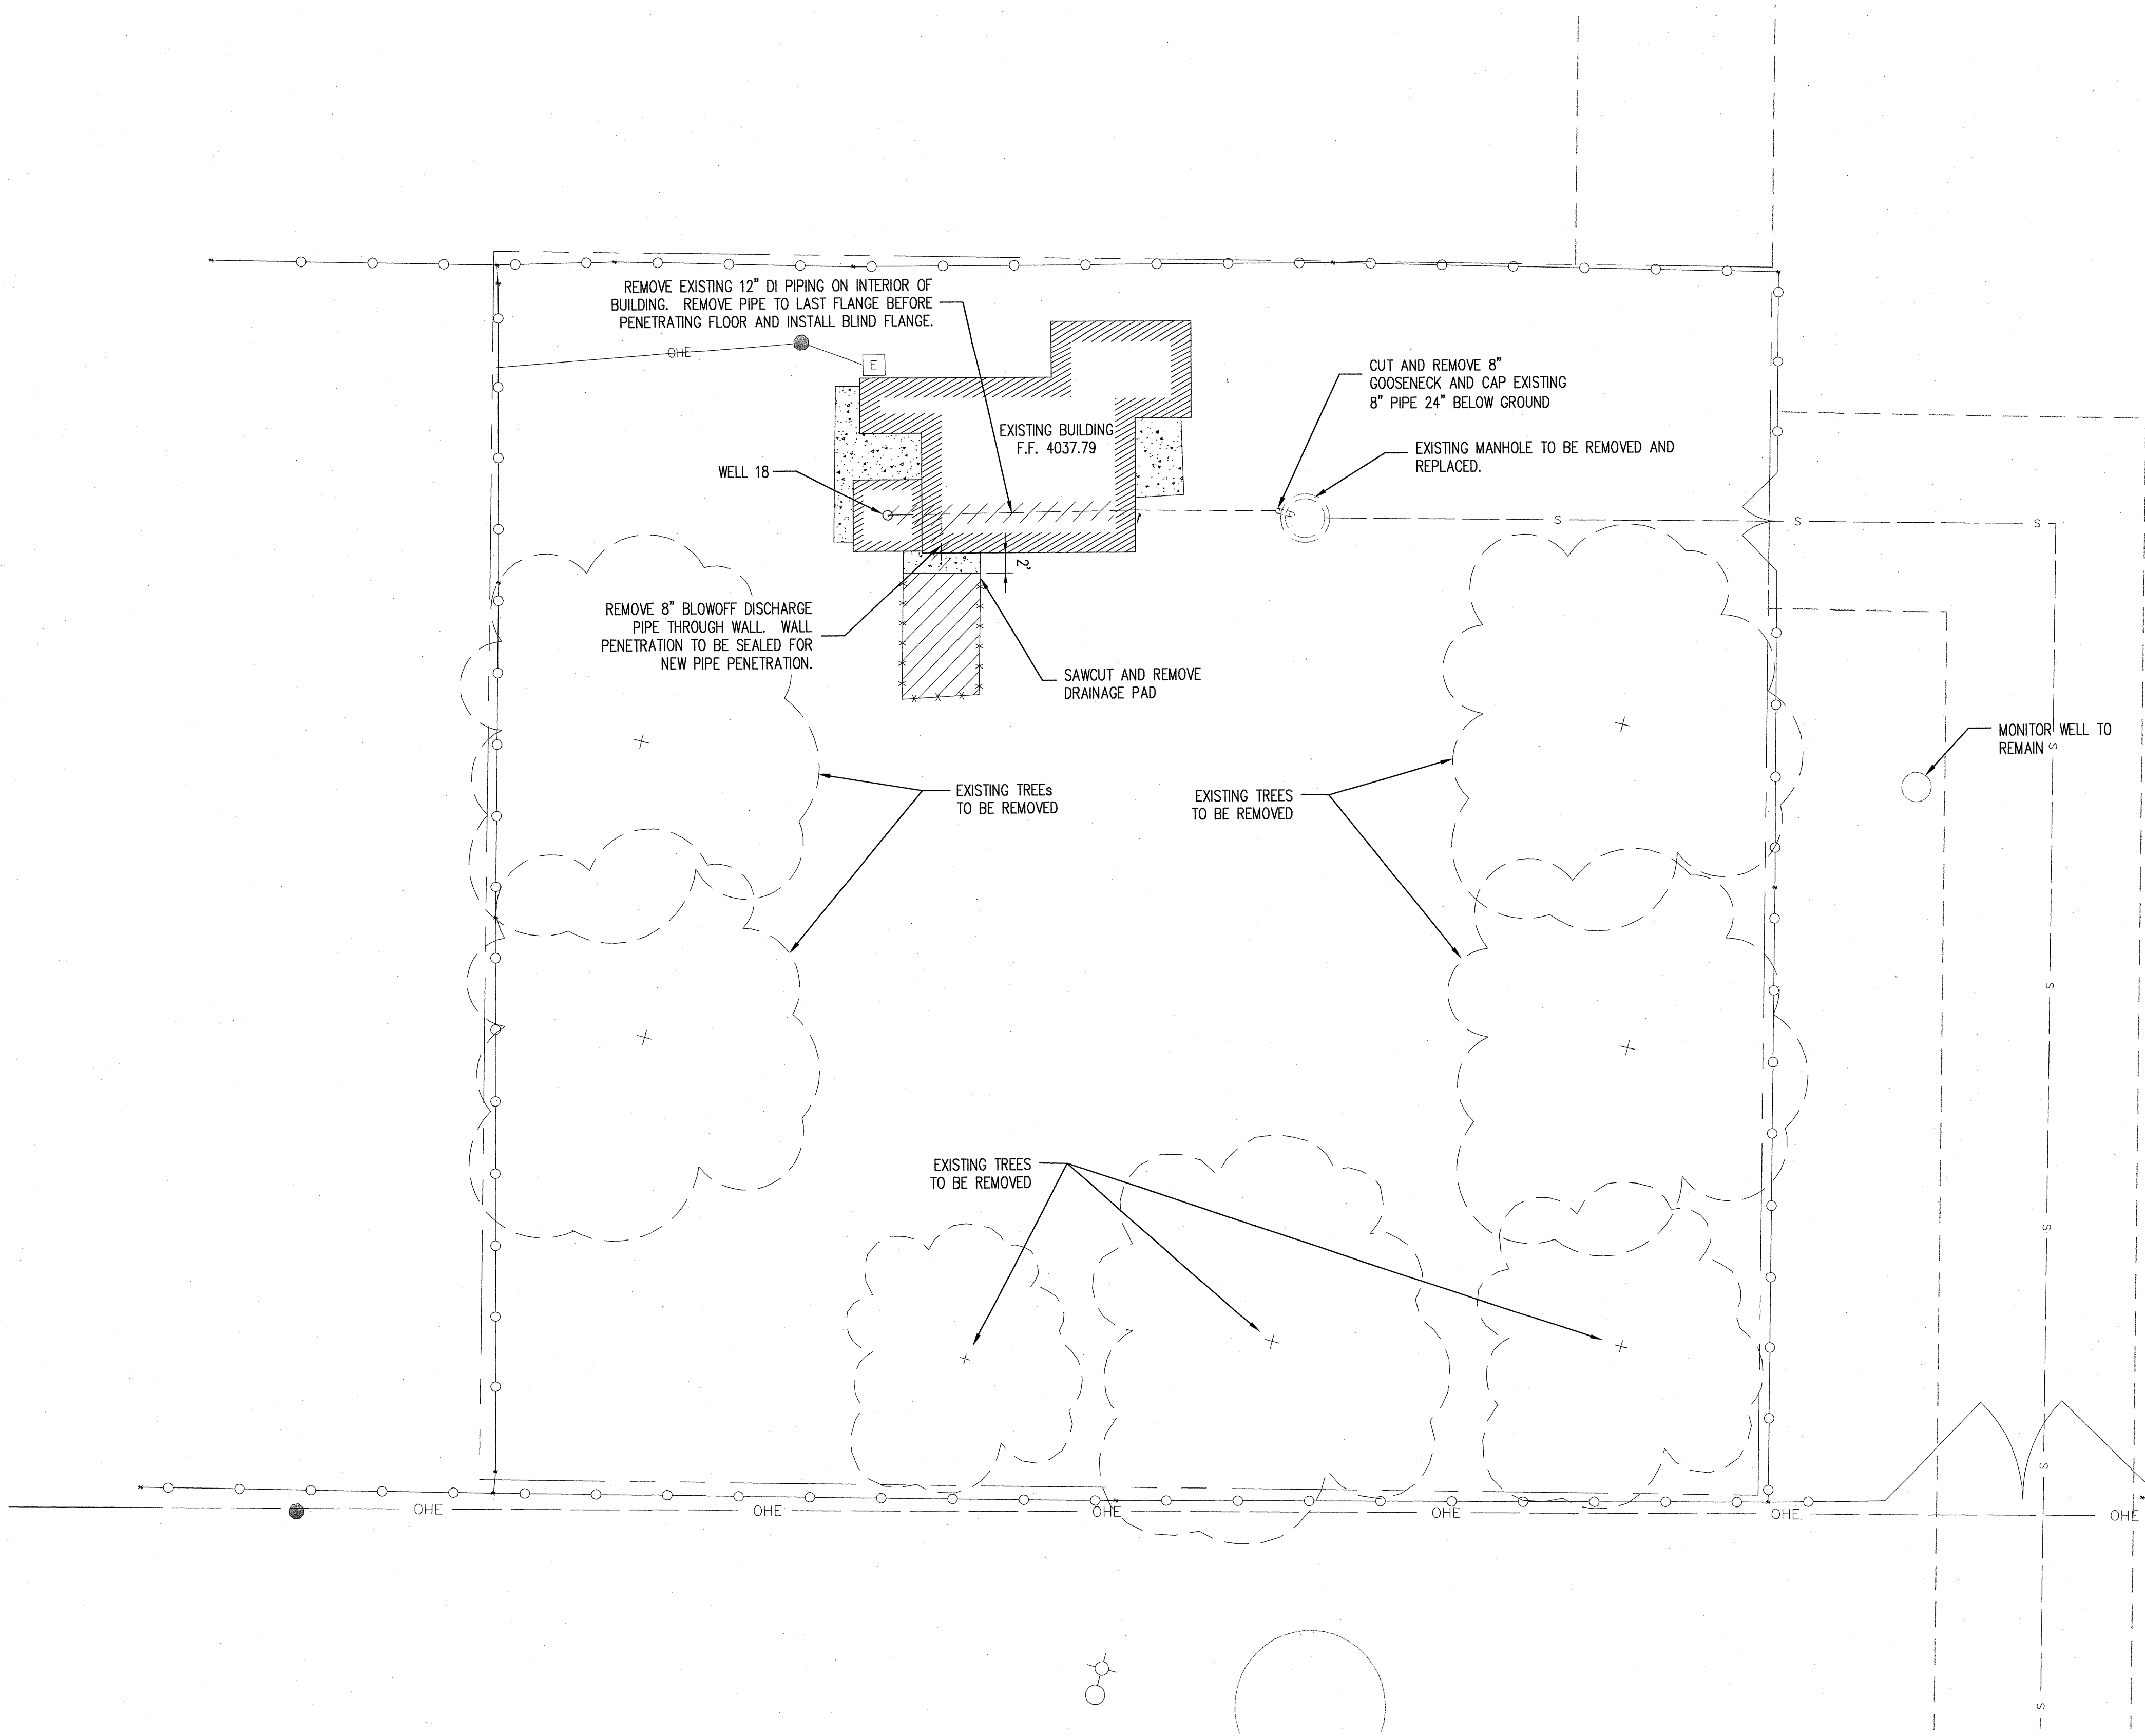 REMOVE EXISTING 12" DI PIPING ON INTERIOR OF
BUILDING. REMOVE PIPE TO LAST FLANGE BEFORE
PENETRATING FLOOR AND INSTALL BLIND FLANGE.
OHE
E
CUT AND REMOVE 8"
GOOSENECK AND CAP EXISTING
8" PIPE 24" BELOW GROUND
EXISTING BUILDING
F.F. 4037.79
EXISTING MANHOLE TO BE REMOVED AND
REPLACED.
WELL 18
S
S
S
2'
REMOVE 8" BLOWOFF DISCHARGE
PIPE THROUGH WALL. WALL
PENETRATION TO BE SEALED FOR
NEW PIPE PENETRATION.
SAWCUT AND REMOVE
DRAINAGE PAD
MONITOR WELL TO
REMAIN
S
EXISTING TREEs
TO BE REMOVED
EXISTING TREES
TO BE REMOVED
S
EXISTING TREES
TO BE REMOVED
S
S
OHE
OHE
OHE
OHE
OHE
OHE
S